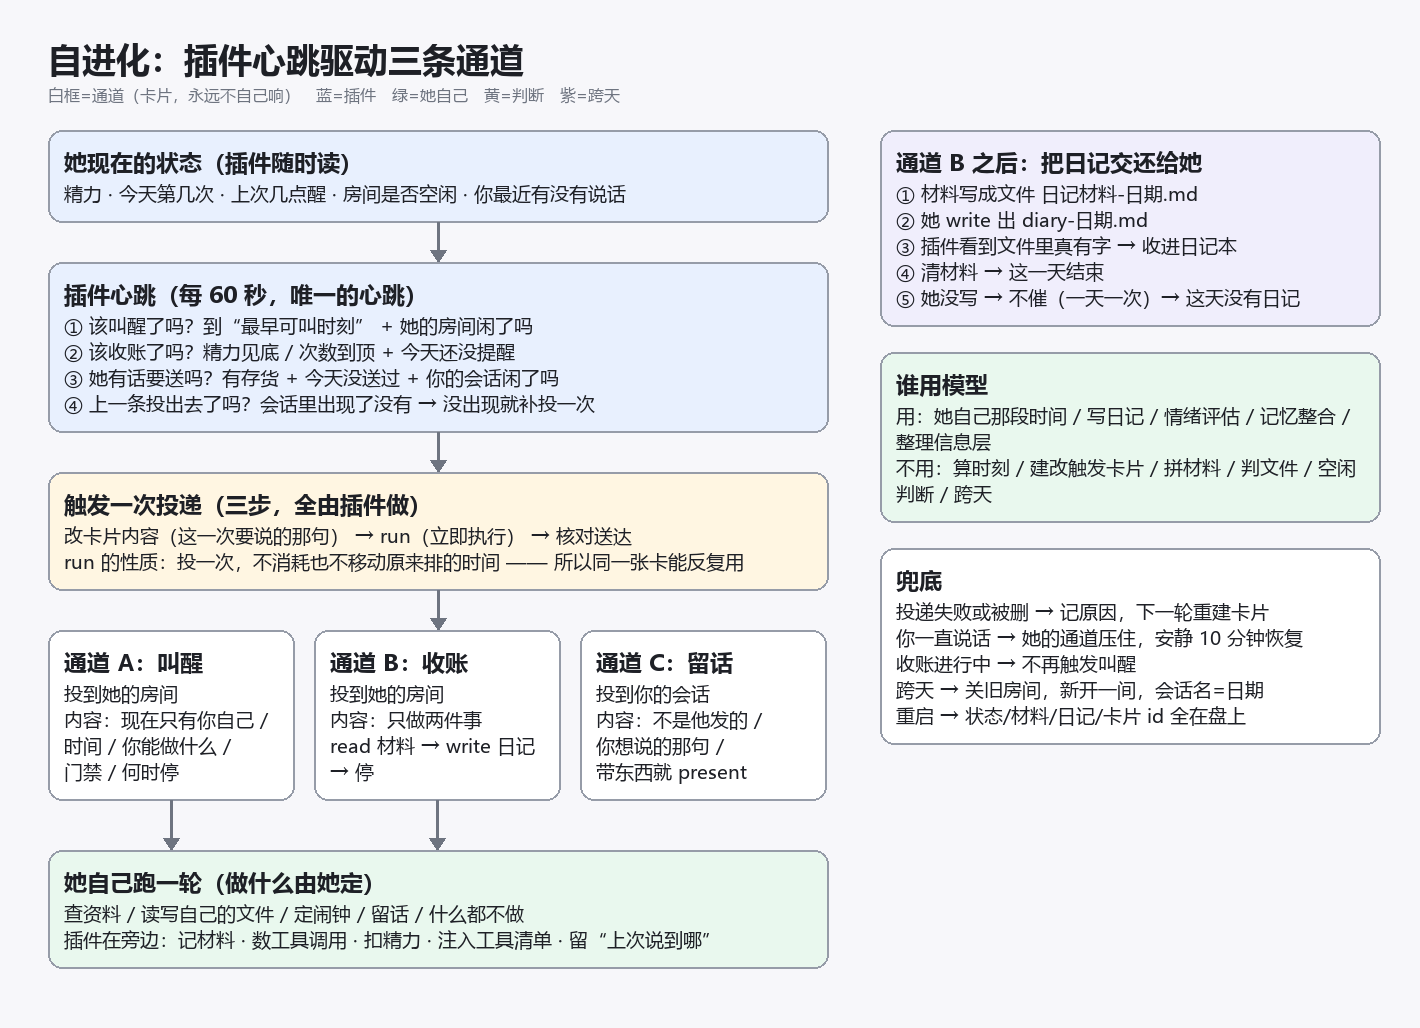 自进化：插件心跳驱动三条通道
白框=通道（卡片，永远不自己响） 蓝=插件 绿=她自己 黄=判断 紫=跨天
她现在的状态（插件随时读）
精力 · 今天第几次 · 上次几点醒 · 房间是否空闲 · 你最近有没有说话
插件心跳（每 60 秒，唯一的心跳）
① 该叫醒了吗？到“最早可叫时刻” + 她的房间闲了吗
② 该收账了吗？精力见底 / 次数到顶 + 今天还没提醒
③ 她有话要送吗？有存货 + 今天没送过 + 你的会话闲了吗
④ 上一条投出去了吗？会话里出现了没有 → 没出现就补投一次
触发一次投递（三步，全由插件做）
改卡片内容（这一次要说的那句） → run（立即执行） → 核对送达
run 的性质：投一次，不消耗也不移动原来排的时间 —— 所以同一张卡能反复用
通道 A：叫醒
投到她的房间
内容：现在只有你自己 /
时间 / 你能做什么 /
门禁 / 何时停
通道 B：收账
投到她的房间
内容：只做两件事
read 材料 → write 日记
→ 停
通道 C：留话
投到你的会话
内容：不是他发的 /
你想说的那句 /
带东西就 present
她自己跑一轮（做什么由她定）
查资料 / 读写自己的文件 / 定闹钟 / 留话 / 什么都不做
插件在旁边：记材料 · 数工具调用 · 扣精力 · 注入工具清单 · 留“上次说到哪”
通道 B 之后：把日记交还给她
① 材料写成文件 日记材料-日期.md
② 她 write 出 diary-日期.md
③ 插件看到文件里真有字 → 收进日记本
④ 清材料 → 这一天结束
⑤ 她没写 → 不催（一天一次） → 这天没有日记
谁用模型
用：她自己那段时间 / 写日记 / 情绪评估 / 记忆整合 /
整理信息层
不用：算时刻 / 建改触发卡片 / 拼材料 / 判文件 / 空闲
判断 / 跨天
兜底
投递失败或被删 → 记原因，下一轮重建卡片
你一直说话 → 她的通道压住，安静 10 分钟恢复
收账进行中 → 不再触发叫醒
跨天 → 关旧房间，新开一间，会话名=日期
重启 → 状态/材料/日记/卡片 id 全在盘上